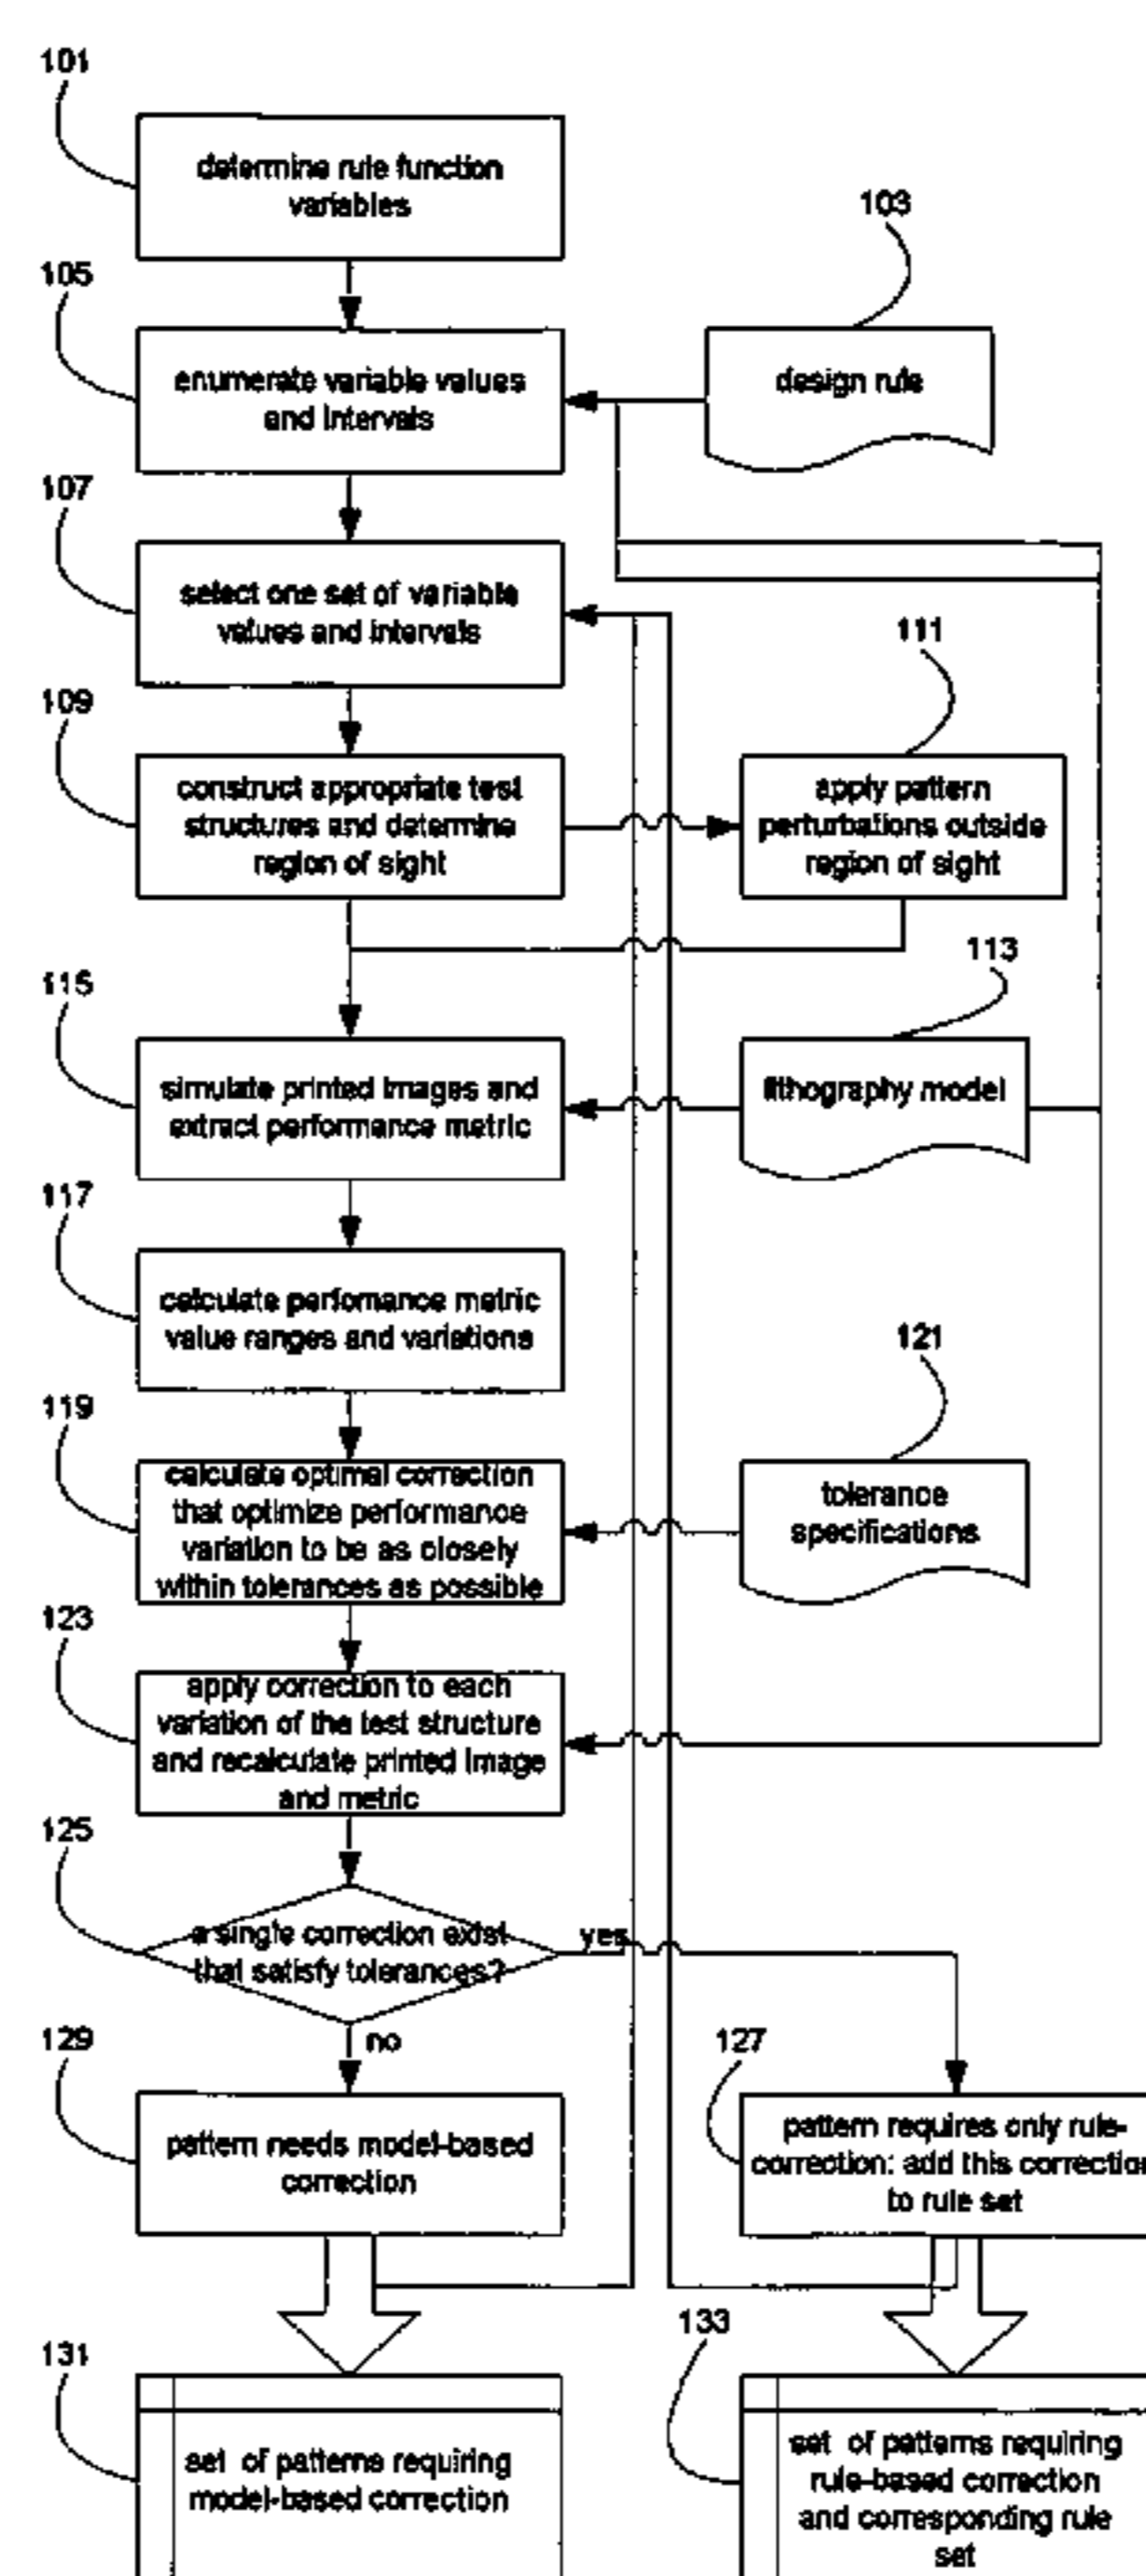 101
determine rule function
variables
103
105
enumerate variable values
and intervals
design rule
107
select one set of variable
values and intervals
111
109
construct appropriate test
structures and determine
region of sight
apply pattern
perturbations outside
region of sight
113
115
simulate printed images and
extract performance metric
lithography model
117
calculate perfomance metric
value ranges and variations
121
119
calculate optimal correction
that optimize performance
variation to be as closely
within tolerances as possible
tolerance
specifications
123
apply correction to each
variation of the test structure
and recalculate printed image
and metric
125
a single correction exist
that satisfy tolerances?
yes
no
129
127
pattern needs model-based
correction
pattern requires only rule-
correction: add this correction
to rule set
133
131
set of patterns requiring
model-based correction
set of patterns requiring
rule-based correction
and corresponding rule
set